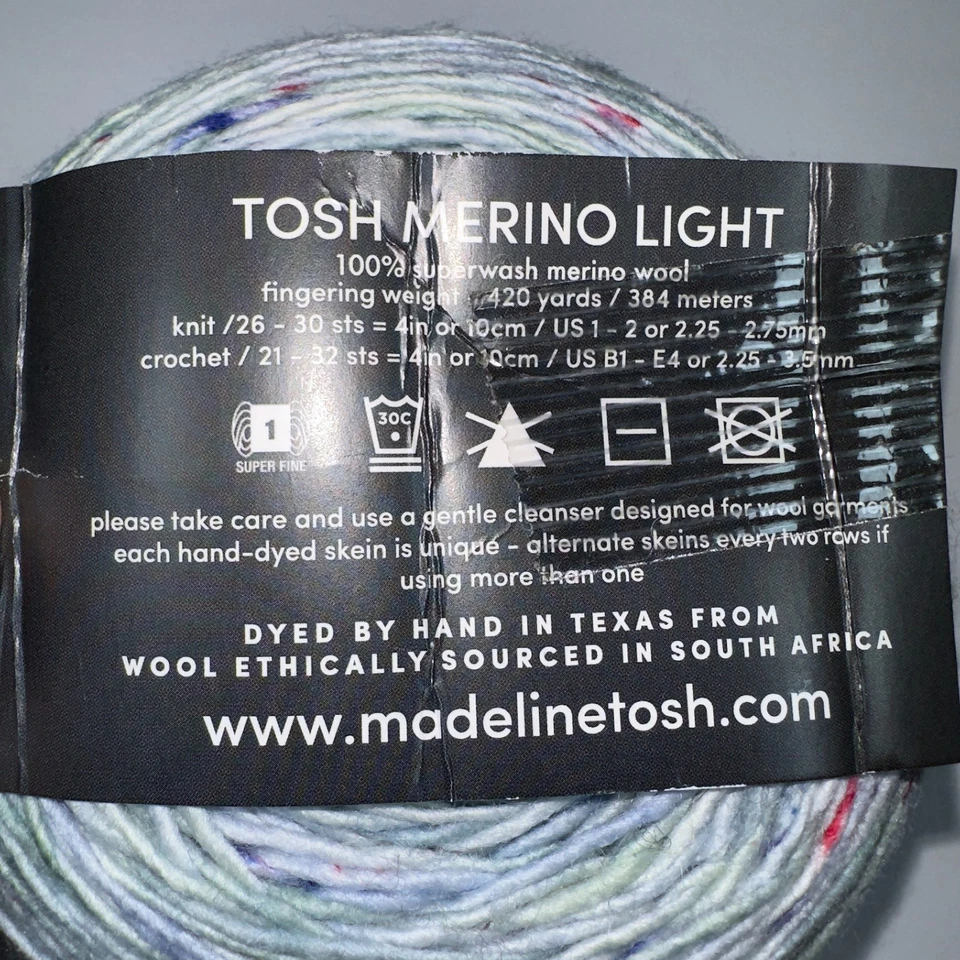 TOSH MERINO LIGHT
100% superwash merino wool
fingering weight / 420 yards / 384 meters
knit / 26 - 30 sts = 4in or 10cm / US 1 - 2 or 2.25 - 2.75mm
crochet / 21 - 32 sts = 4in or 10cm / US B1 - E4 or 2.25 - 3.5mm
1
SUPER FINE
30C
please take care and use a gentle cleanser designed for wool garments
each hand-dyed skein is unique - alternate skeins every two rows if
using more than one
DYED BY HAND IN TEXAS FROM
WOOL ETHICALLY SOURCED IN SOUTH AFRICA
www.madelinetosh.com